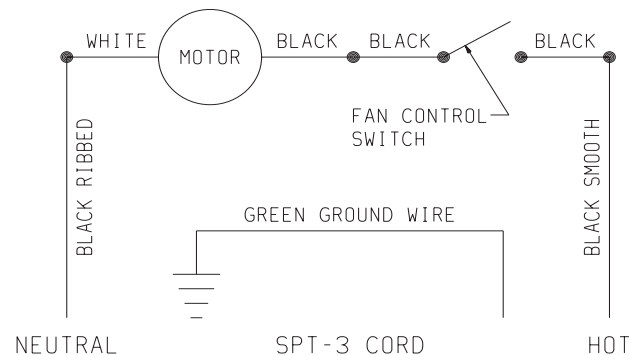 WHITE
MOTOR
BLACK
BLACK
BLACK
FAN CONTROL
SWITCH
BLACK RIBBED
BLACK SMOOTH
GREEN GROUND WIRE
NEUTRAL
SPT-3 CORD
HOT